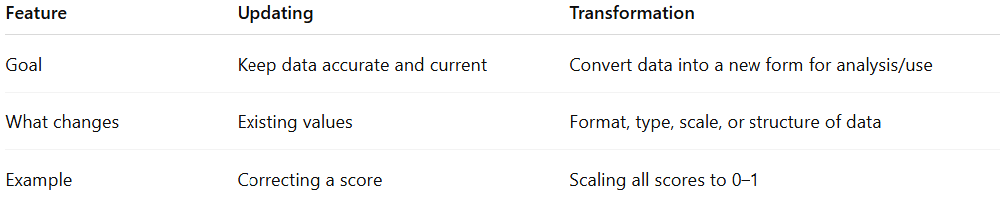 Feature Updating Transformation
Goal Keep data accurate and current Convert data into a new form for analysis/use
What changes Existing values Format, type, scale, or structure of data
Example Correcting a score Scaling all scores to 0–1